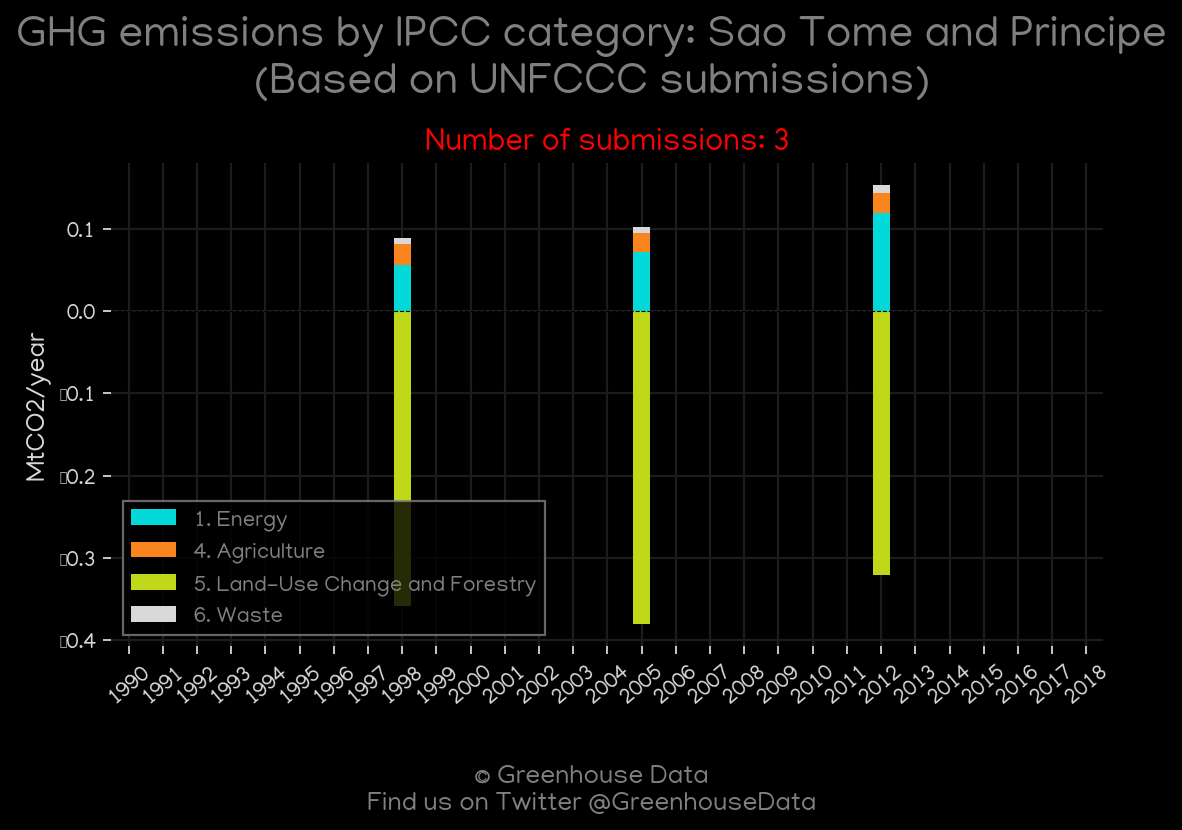 GHG emissions by IPCC category: Sao Tome and Principe
(Based on UNFCCC submissions)
Number of submissions: 3
MtCO2/year
0.1
0.0
▯0.1
▯0.2
▯0.3
▯0.4
1. Energy
4. Agriculture
5. Land-Use Change and Forestry
6. Waste
1990 1991 1992 1993 1994 1995 1996 1997 1998 1999 2000 2001 2002 2003 2004 2005 2006 2007 2008 2009 2010 2011 2012 2013 2014 2015 2016 2017 2018
© Greenhouse Data
Find us on Twitter @GreenhouseData